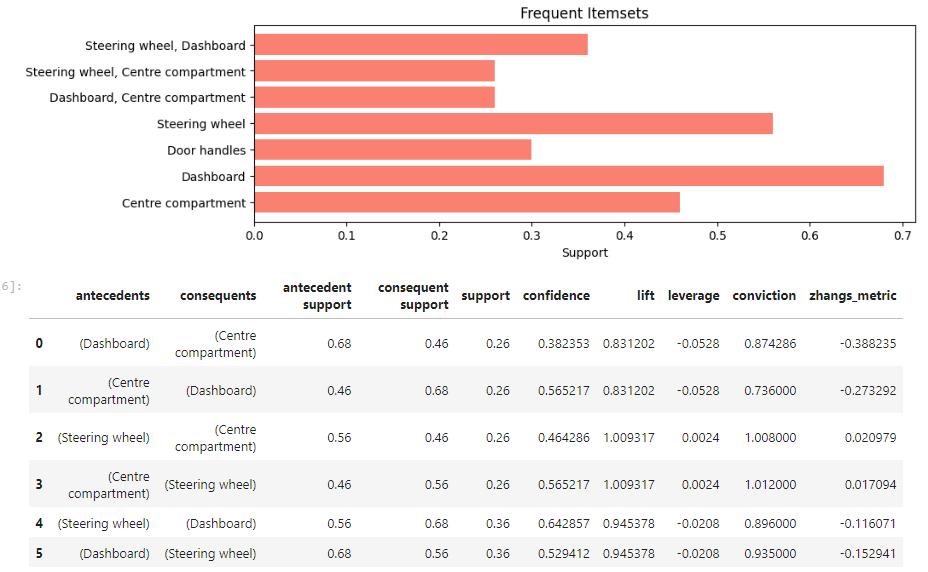 Frequent Itemsets
Steering wheel, Dashboard
Steering wheel, Centre compartment
Dashboard, Centre compartment
Steering wheel
Door handles
Dashboard
Centre compartment
0.0 0.1 0.2 0.3 0.4 0.5 0.6 0.7
Support
6]:
antecedents consequents antecedent support consequent support support confidence lift leverage conviction zhangs_metric
0 (Dashboard) (Centre compartment) 0.68 0.46 0.26 0.382353 0.831202 -0.0528 0.874286 -0.388235
1 (Centre compartment) (Dashboard) 0.46 0.68 0.26 0.565217 0.831202 -0.0528 0.736000 -0.273292
2 (Steering wheel) (Centre compartment) 0.56 0.46 0.26 0.464286 1.009317 0.0024 1.008000 0.020979
3 (Centre compartment) (Steering wheel) 0.46 0.56 0.26 0.565217 1.009317 0.0024 1.012000 0.017094
4 (Steering wheel) (Dashboard) 0.56 0.68 0.36 0.642857 0.945378 -0.0208 0.896000 -0.116071
5 (Dashboard) (Steering wheel) 0.68 0.56 0.36 0.529412 0.945378 -0.0208 0.935000 -0.152941